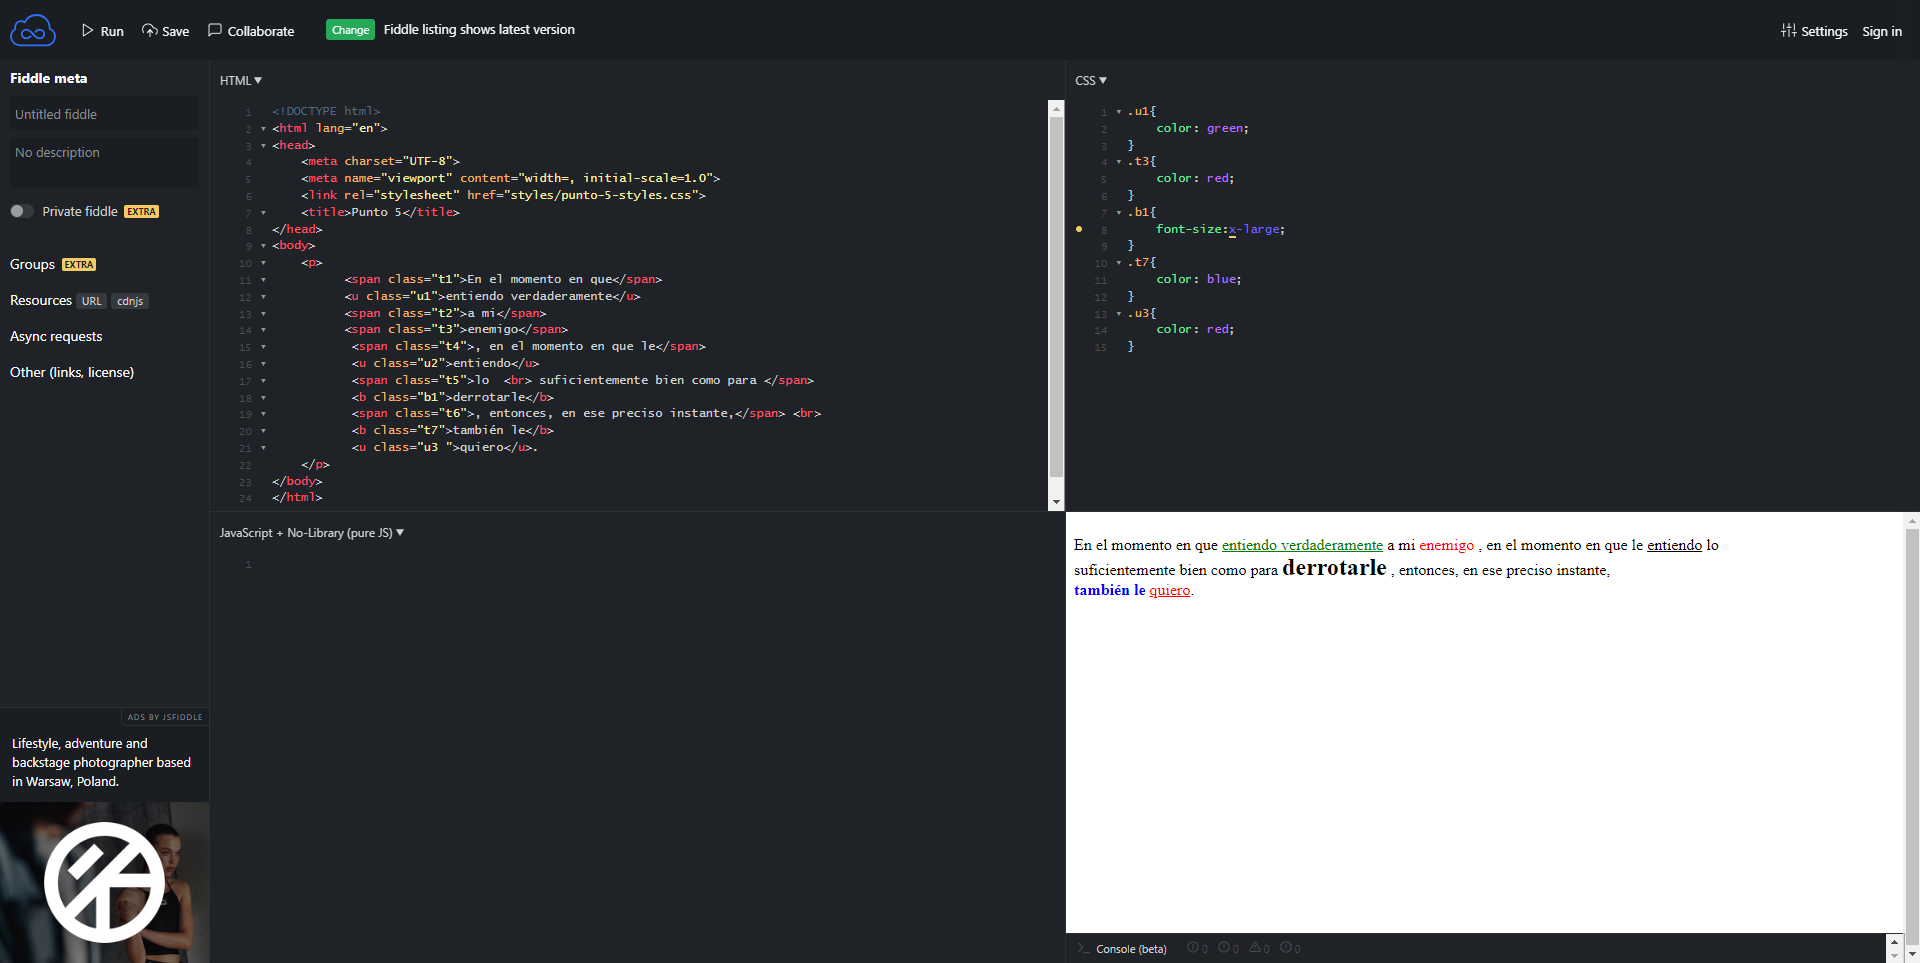 Run Save Collaborate Change Fiddle listing shows latest version Settings Sign in
Fiddle meta
Untitled fiddle
No description
Private fiddle EXTRA
Groups EXTRA
Resources URL cdnjs
Async requests
Other (links, license)
ADS BY JSFIDDLE
Lifestyle, adventure and
backstage photographer based
in Warsaw, Poland.
HTML
1 <!DOCTYPE html>
2 <html lang="en">
3 <head>
4 <meta charset="UTF-8">
5 <meta name="viewport" content="width=, initial-scale=1.0">
6 <link rel="stylesheet" href="styles/punto-5-styles.css">
7 <title>Punto 5</title>
8 </head>
9 <body>
10 <p>
11 <span class="t1">En el momento en que</span>
12 <u class="u1">entiendo verdaderamente</u>
13 <span class="t2">a mi</span>
14 <span class="t3">enemigo</span>
15 <span class="t4">, en el momento en que le</span>
16 <u class="u2">entiendo</u>
17 <span class="t5">lo <br> suficientemente bien como para </span>
18 <b class="b1">derrotarle</b>
19 <span class="t6">, entonces, en ese preciso instante,</span> <br>
20 <b class="t7">también le</b>
21 <u class="u3 ">quiero</u>.
22 </p>
23 </body>
24 </html>
CSS
1 .u1{
2 color: green;
3 }
4 .t3{
5 color: red;
6 }
7 .b1{
8 font-size:x-large;
9 }
10 .t7{
11 color: blue;
12 }
13 .u3{
14 color: red;
15 }
JavaScript + No-Library (pure JS)
1
En el momento en que entiendo verdaderamente a mi enemigo , en el momento en que le entiendo lo
suficientemente bien como para derrotarle , entonces, en ese preciso instante,
también le quiero.
Console (beta) 0 0 0 0